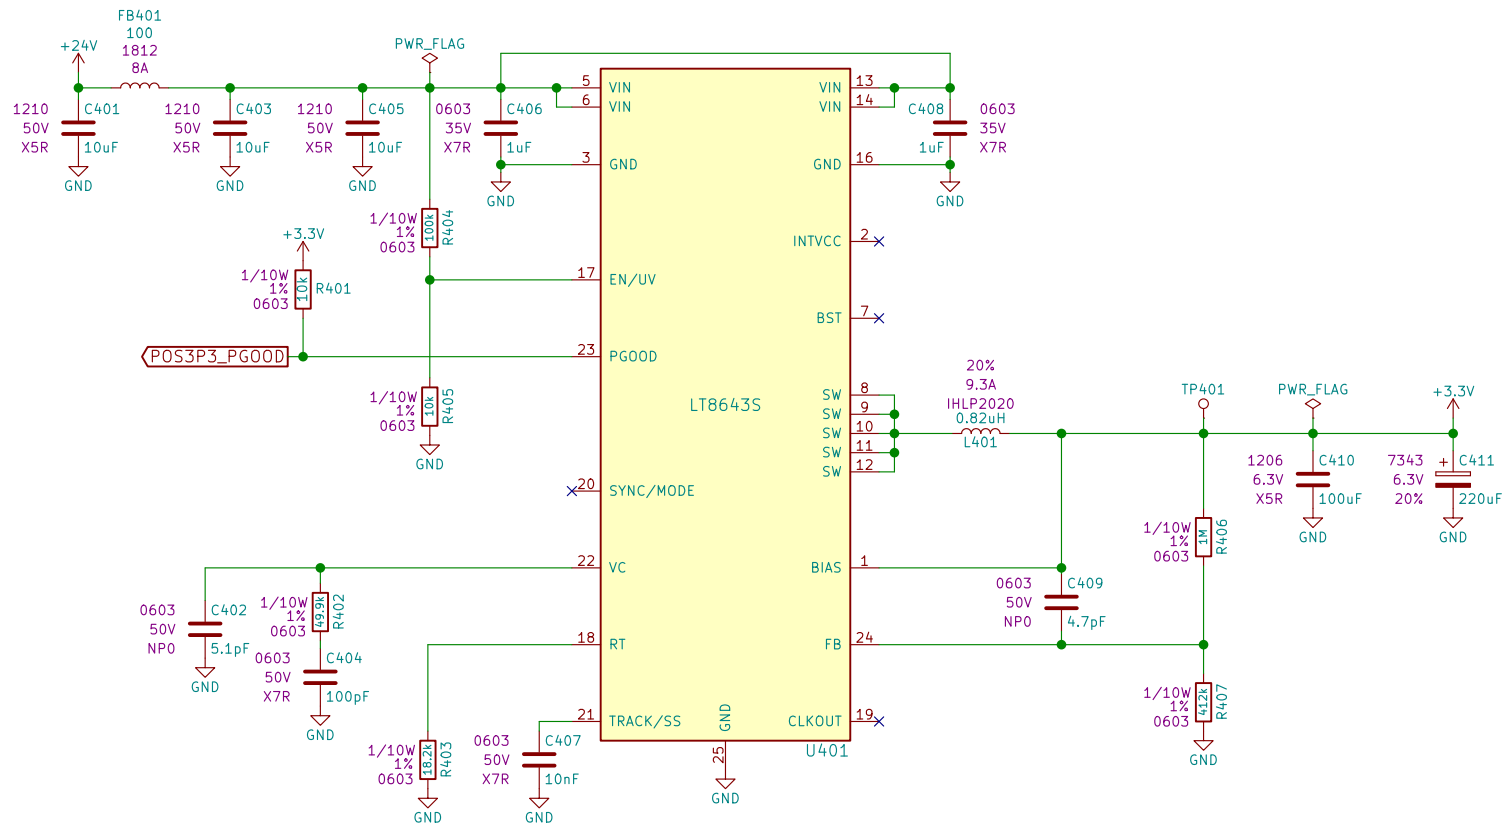 FB401
100
1812
8A
+24V
PWR_FLAG
1210
50V
X5R
C401
10uF
GND
1210
50V
X5R
C403
10uF
GND
1210
50V
X5R
C405
10uF
GND
0603
35V
X7R
C406
1uF
GND
5 VIN
6 VIN
3 GND
VIN 13
VIN 14
GND 16
C408
1uF
0603
35V
X7R
GND
1/10W
1%
0603
100k
R404
INTVCC 2
+3.3V
1/10W
1%
0603
10k
R401
17 EN/UV
BST 7
POS3P3_PGOOD
23 PGOOD
1/10W
1%
0603
10k
R405
GND
LT8643S
SW 8
SW 9
SW 10
SW 11
SW 12
20%
9.3A
IHLP2020
0.82uH
L401
TP401
PWR_FLAG
+3.3V
1206
6.3V
X5R
C410
100uF
GND
7343
6.3V
20%
+
C411
220uF
GND
20 SYNC/MODE
1/10W
1%
0603
1M
R406
22 VC
BIAS 1
0603
50V
NP0
C402
5.1pF
GND
1/10W
1%
0603
49.9k
R402
0603
50V
X7R
C404
100pF
GND
0603
50V
NP0
C409
4.7pF
18 RT
FB 24
1/10W
1%
0603
412k
R407
GND
21 TRACK/SS
GND
25
CLKOUT 19
U401
1/10W
1%
0603
18.2k
R403
GND
0603
50V
X7R
C407
10nF
GND
GND